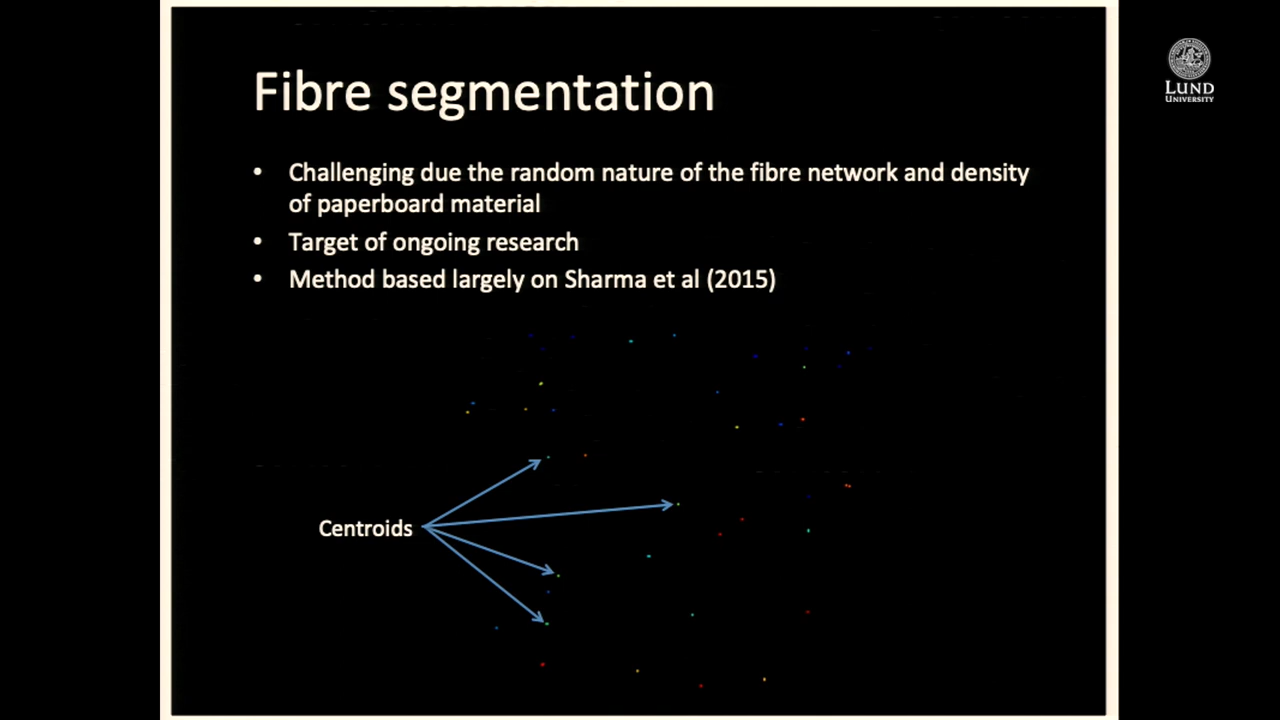 Fibre segmentation
• Challenging due the random nature of the fibre network and density
of paperboard material
• Target of ongoing research
• Method based largely on Sharma et al (2015)
Centroids
LUND
UNIVERSITY